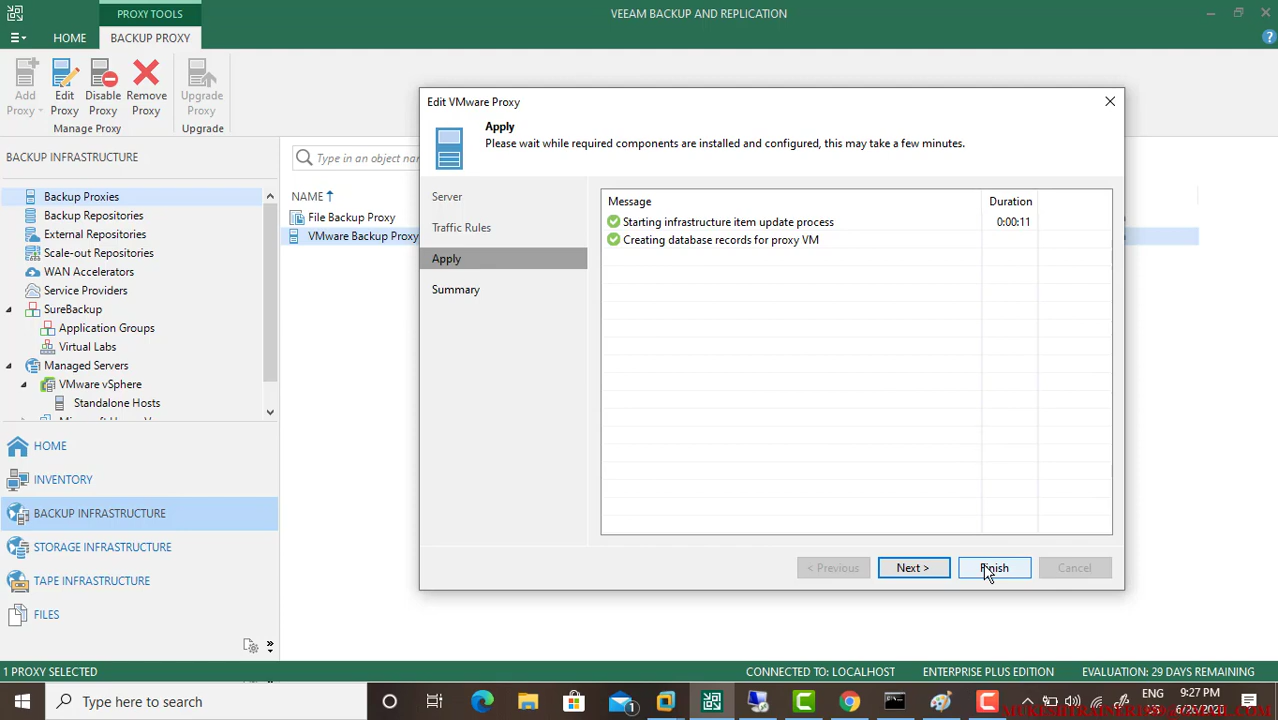 PROXY TOOLS
VEEAM BACKUP AND REPLICATION
HOME
BACKUP PROXY
Add Proxy
Edit Proxy
Disable Proxy
Remove Proxy
Upgrade Proxy
Manage Proxy
Upgrade
BACKUP INFRASTRUCTURE
Backup Proxies
Backup Repositories
External Repositories
Scale-out Repositories
WAN Accelerators
Service Providers
SureBackup
Application Groups
Virtual Labs
Managed Servers
VMware vSphere
Standalone Hosts
HOME
INVENTORY
BACKUP INFRASTRUCTURE
STORAGE INFRASTRUCTURE
TAPE INFRASTRUCTURE
FILES
Type in an object
NAME
File Backup Proxy
VMware Backup Proxy
Edit VMware Proxy
Apply
Please wait while required components are installed and configured, this may take a few minutes.
Server
Traffic Rules
Apply
Summary
Message Duration
Starting infrastructure item update process 0:00:11
Creating database records for proxy VM
< Previous
Next >
Finish
Cancel
1 PROXY SELECTED
CONNECTED TO: LOCALHOST
ENTERPRISE PLUS EDITION
EVALUATION: 29 DAYS REMAINING
Type here to search
1
ENG
9:27 PM
6/26/2020